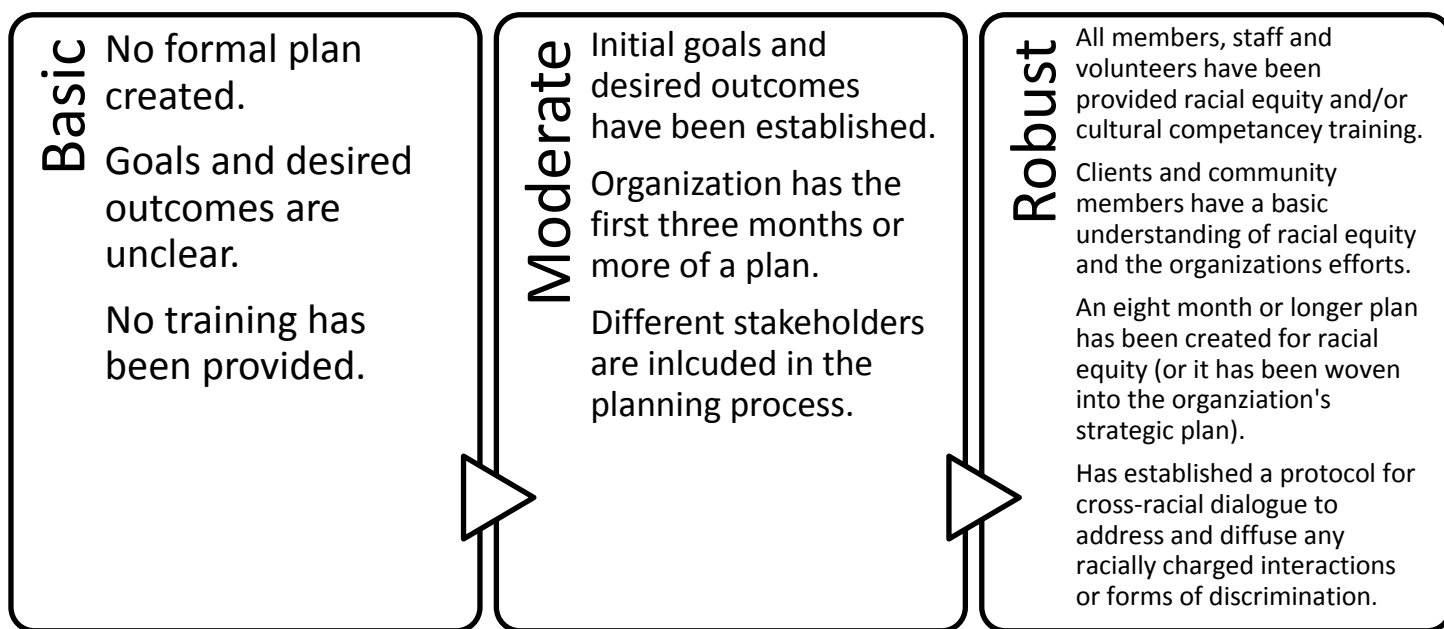 Basic
No formal plan
created.
Goals and desired
outcomes are
unclear.
No training has
been provided.
Moderate
Initial goals and
desired outcomes
have been established.
Organization has the
first three months or
more of a plan.
Different stakeholders
are inlcuded in the
planning process.
Robust
All members, staff and
volunteers have been
provided racial equity and/or
cultural competancey training.
Clients and community
members have a basic
understanding of racial equity
and the organizations efforts.
An eight month or longer plan
has been created for racial
equity (or it has been woven
into the organziation's
strategic plan).
Has established a protocol for
cross-racial dialogue to
address and diffuse any
racially charged interactions
or forms of discrimination.